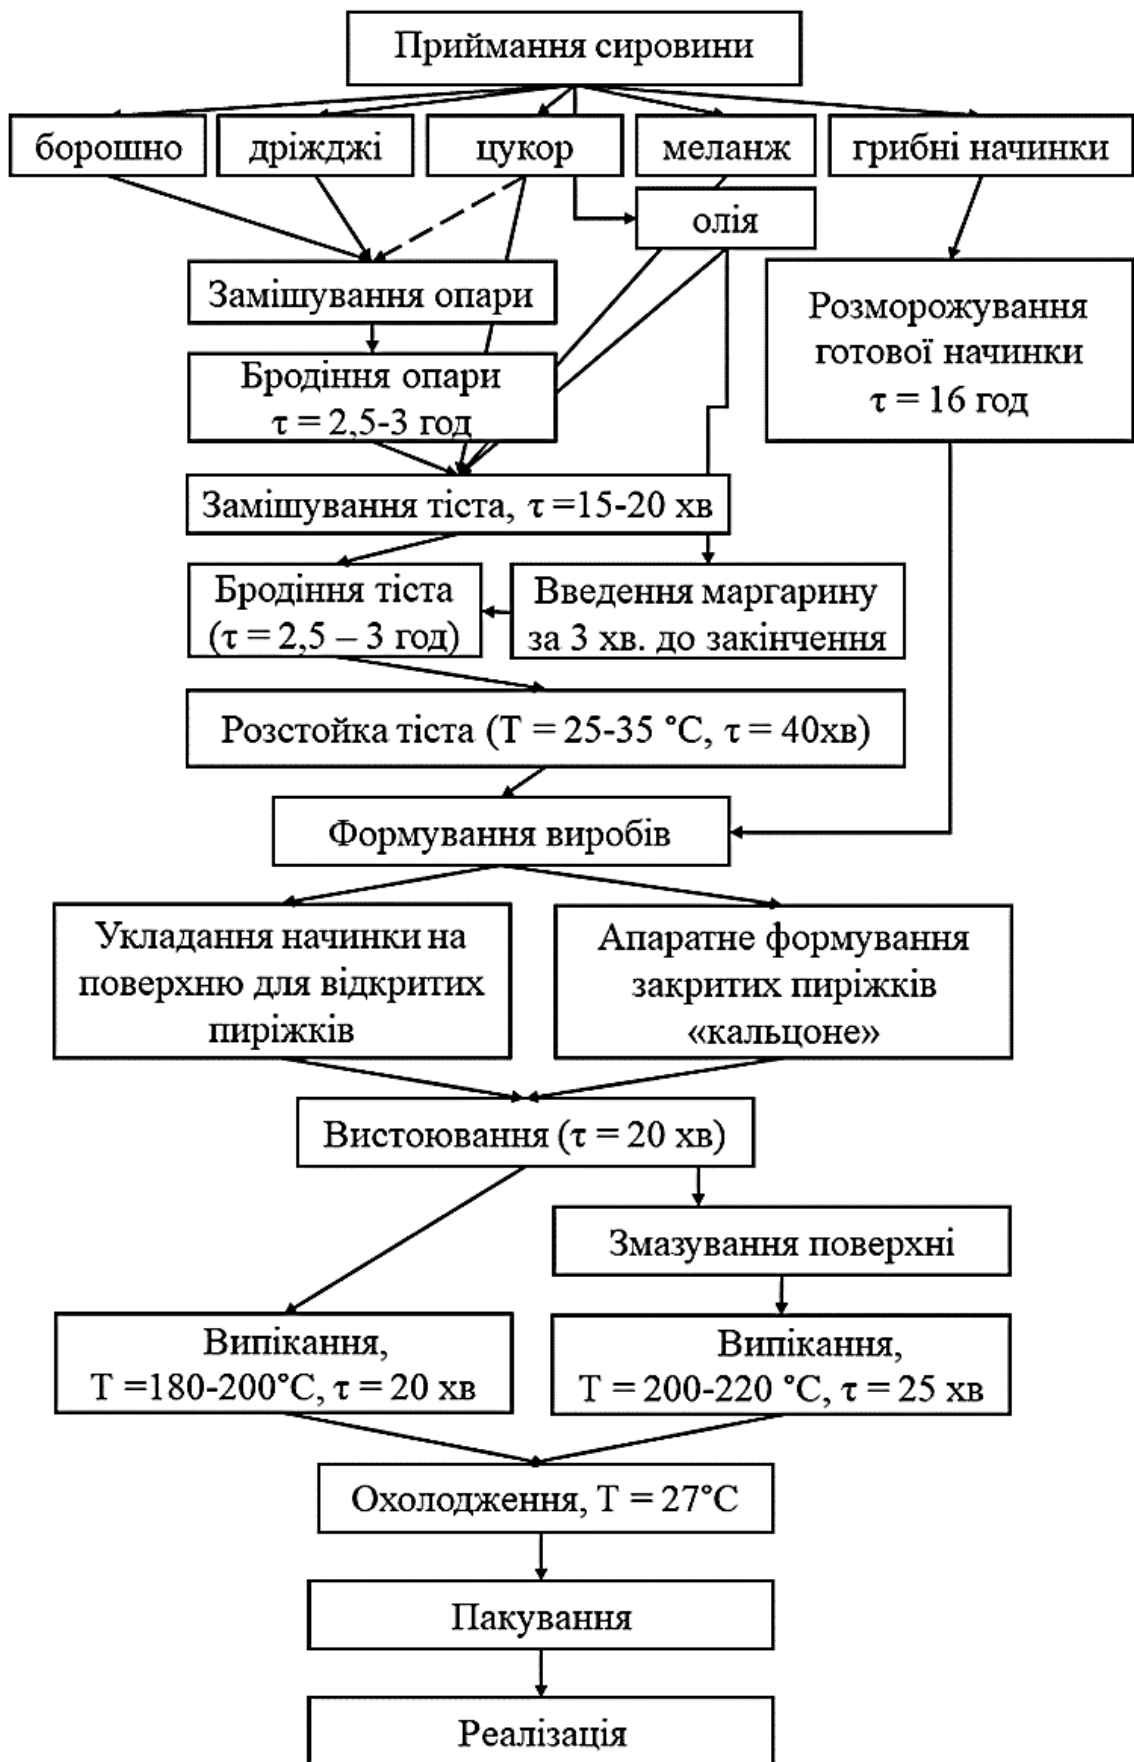 Приймання сировини
борошно
дріжджі
цукор
меланж
грибні начинки
олія
Замішування опари
Розморожування
готової начинки
τ = 16 год
Бродіння опари
τ = 2,5-3 год
Замішування тіста, τ =15-20 хв
Бродіння тіста
(τ = 2,5 – 3 год)
Введення маргарину
за 3 хв. до закінчення
Розстойка тіста (Т = 25-35 °С, τ = 40хв)
Формування виробів
Укладання начинки на
поверхню для відкритих
пиріжків
Апаратне формування
закритих пиріжків
«кальцоне»
Вистоювання (τ = 20 хв)
Змазування поверхні
Випікання,
Т =180-200°С, τ = 20 хв
Випікання,
Т = 200-220 °С, τ = 25 хв
Охолодження, Т = 27°С
Пакування
Реалізація